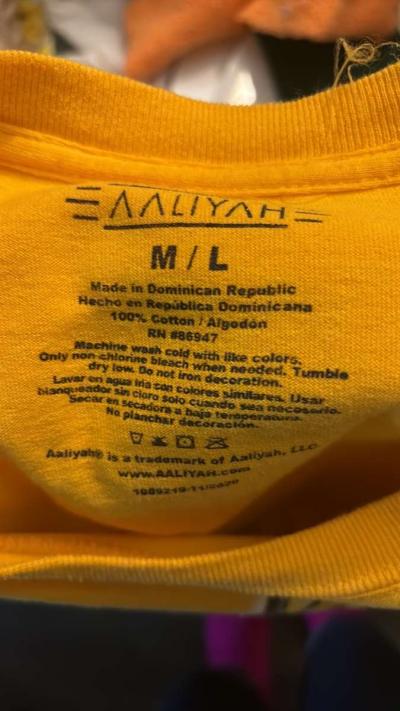 AALIYAH
M / L
Made in Dominican Republic
Hecho en República Dominicana
100% Cotton / Algodón
RN #86947
Machine wash cold with like colors.
Only non-chlorine bleach when needed. Tumble
dry low. Do not iron decoration.
Lavar en agua fria con colores similares. Usar
blanqueador sin cloro solo cuando sea necesario.
Secar en secadora a baja temperatura.
No planchar decoración.
Aaliyah® is a trademark of Aaliyah, LLC
www.AALIYAH.com